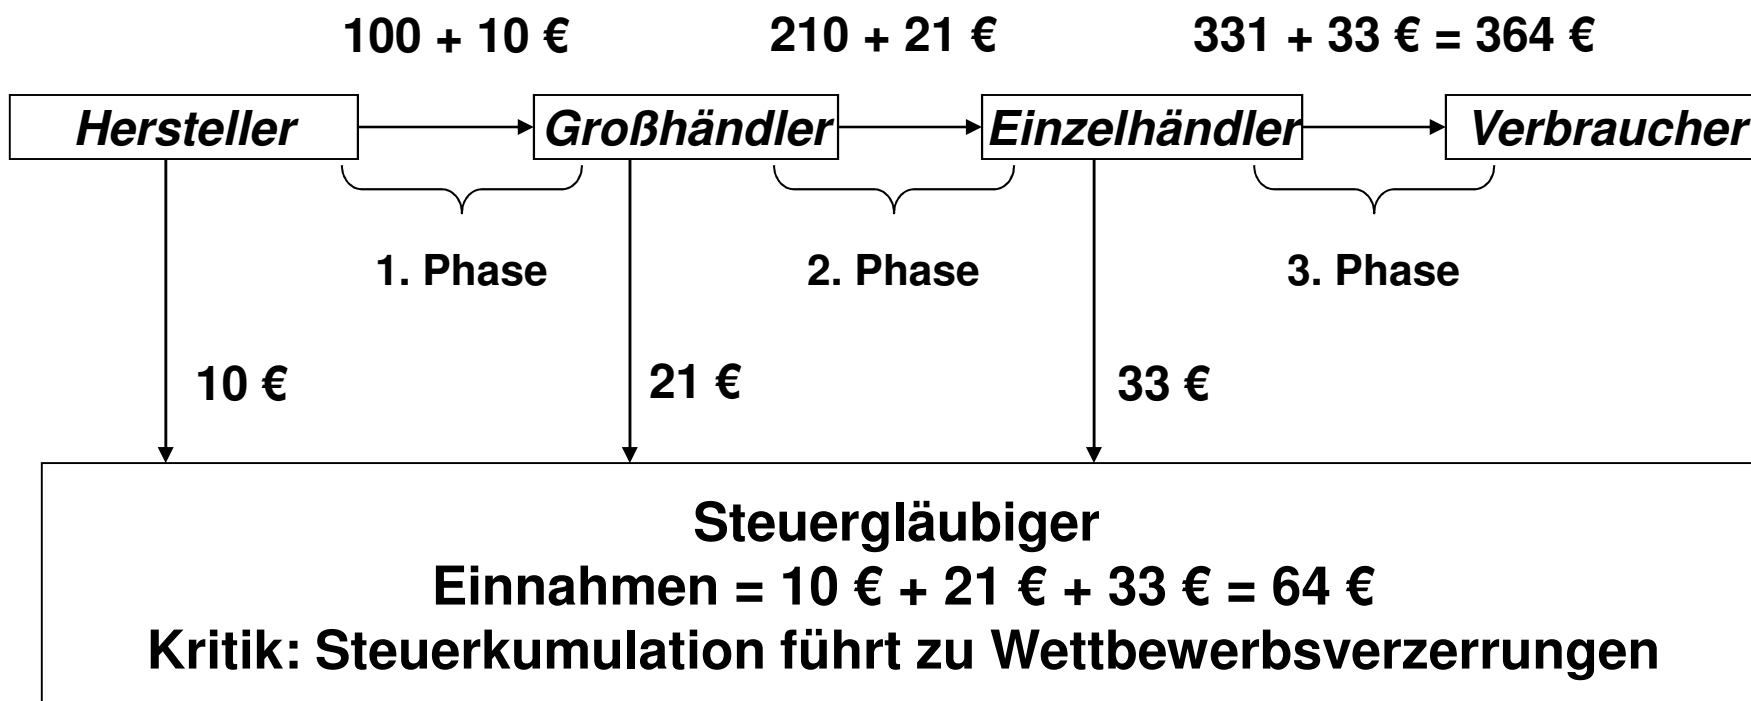 100 + 10 € 210 + 21 € 331 + 33 € = 364 €
Hersteller Großhändler Einzelhändler Verbraucher
1. Phase 2. Phase 3. Phase
10 € 21 € 33 €
Steuergläubiger
Einnahmen = 10 € + 21 € + 33 € = 64 €
Kritik: Steuerkumulation führt zu Wettbewerbsverzerrungen